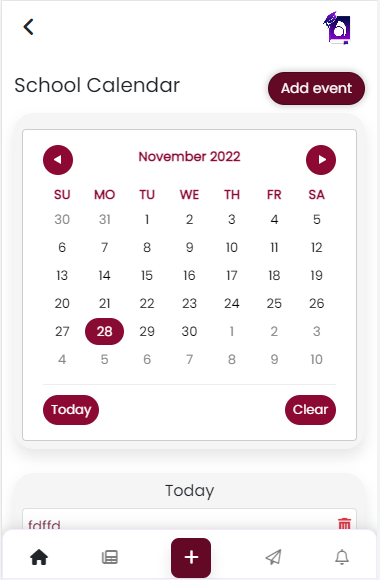 School Calendar
Add event
November 2022
SU MO TU WE TH FR SA
30 31 1 2 3 4 5
6 7 8 9 10 11 12
13 14 15 16 17 18 19
20 21 22 23 24 25 26
27 28 29 30 1 2 3
4 5 6 7 8 9 10
Today Clear
Today
fdffd